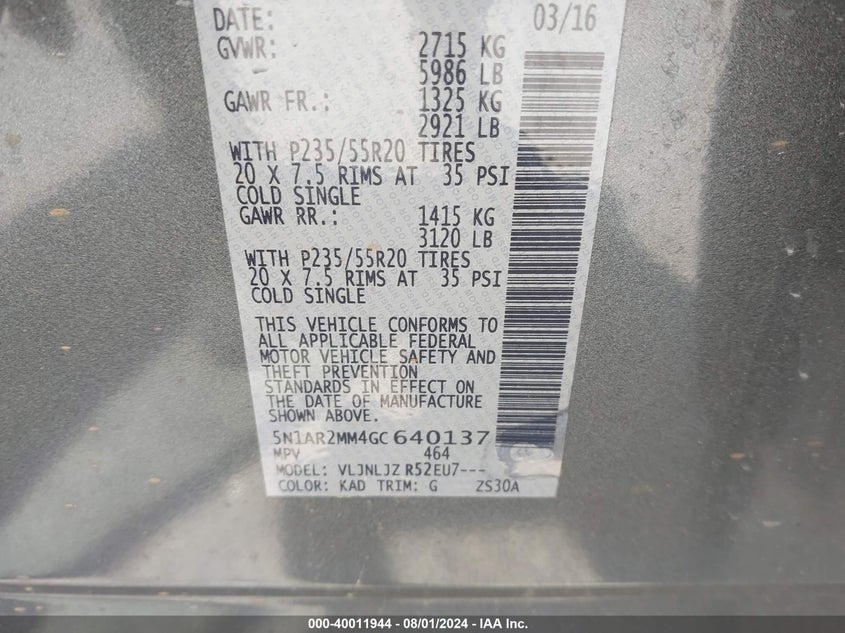 DATE: 03/16
GVWR: 2715 KG
5986 LB
GAWR FR.: 1325 KG
2921 LB
WITH P235/55R20 TIRES
20 X 7.5 RIMS AT 35 PSI
COLD SINGLE
GAWR RR.: 1415 KG
3120 LB
WITH P235/55R20 TIRES
20 X 7.5 RIMS AT 35 PSI
COLD SINGLE
THIS VEHICLE CONFORMS TO
ALL APPLICABLE FEDERAL
MOTOR VEHICLE SAFETY AND
THEFT PREVENTION
STANDARDS IN EFFECT ON
THE DATE OF MANUFACTURE
SHOWN ABOVE.
5N1AR2MM4GC640137
MPV 464
MODEL: VLJNLJZ R52EU7---
COLOR: KAD TRIM: G ZS30A
000-40011944 - 08/01/2024 - IAA Inc.